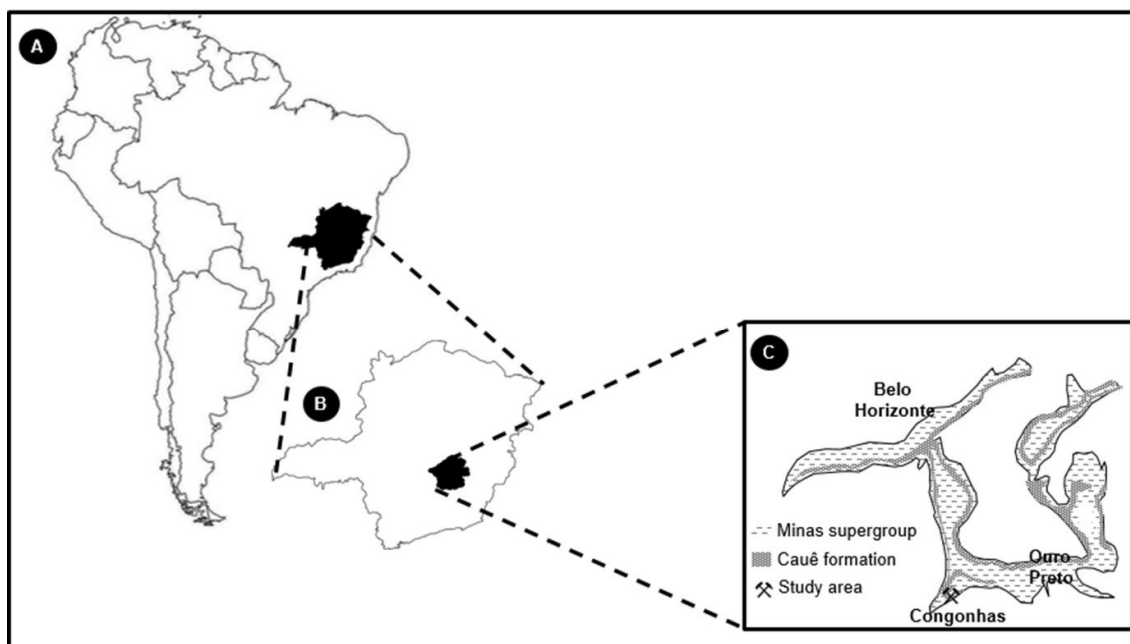 A
B
C
Belo
Horizonte
Minas supergroup
Cauê formation
Study area
Ouro
Preto
Congonhas